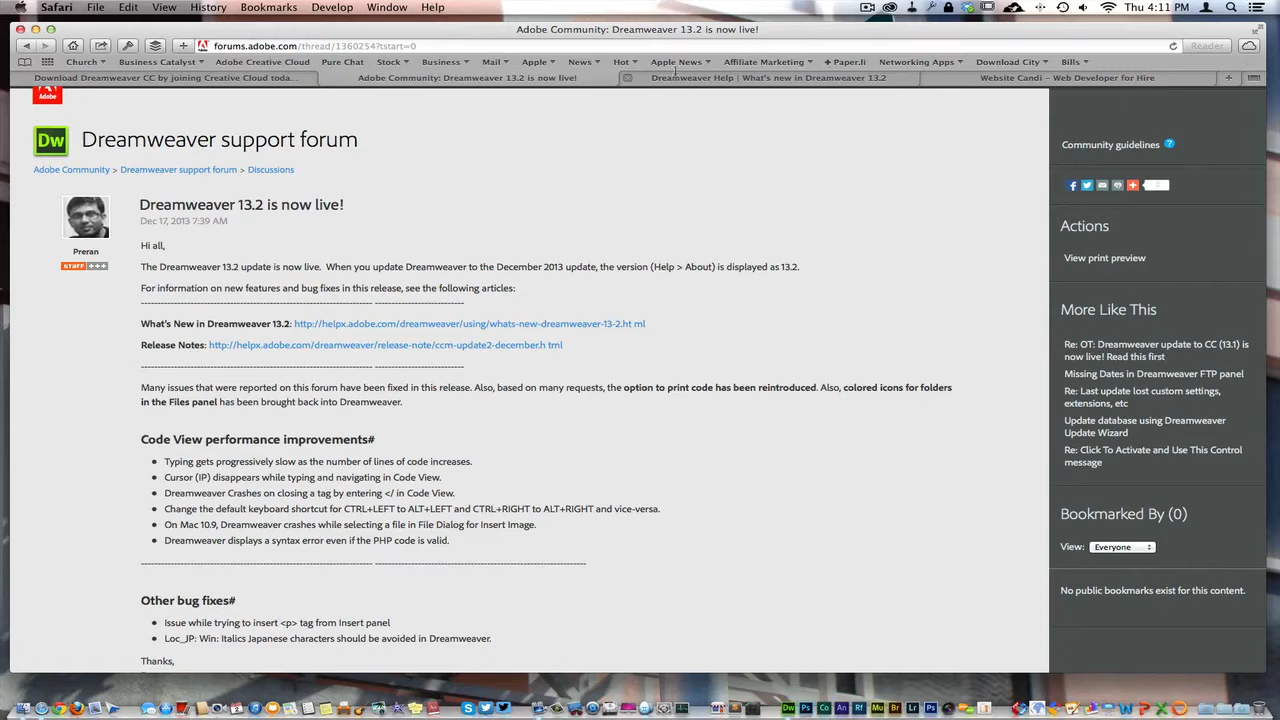 Safari File Edit View History Bookmarks Develop Window Help Thu 4:11 PM
Adobe Community: Dreamweaver 13.2 is now live!
forums.adobe.com/thread/1360254?tstart=0 Reader
Church Business Catalyst Adobe Creative Cloud Pure Chat Stock Business Mail Apple News Hot Apple News Affiliate Marketing + Paper.li Networking Apps Download City Bills
Download Dreamweaver CC by joining Creative Cloud toda... Adobe Community: Dreamweaver 13.2 is now live! Dreamweaver Help | What's new in Dreamweaver 13.2 Website Candi – Web Developer for Hire
Adobe
Dw Dreamweaver support forum
Adobe Community > Dreamweaver support forum > Discussions
Community guidelines ?
Dreamweaver 13.2 is now live!
Dec 17, 2013 7:39 AM
Preran
staff
Hi all,
The Dreamweaver 13.2 update is now live. When you update Dreamweaver to the December 2013 update, the version (Help > About) is displayed as 13.2.
For information on new features and bug fixes in this release, see the following articles:
What's New in Dreamweaver 13.2: http://helpx.adobe.com/dreamweaver/using/whats-new-dreamweaver-13-2.ht ml
Release Notes: http://helpx.adobe.com/dreamweaver/release-note/ccm-update2-december.h tml
Many issues that were reported on this forum have been fixed in this release. Also, based on many requests, the option to print code has been reintroduced. Also, colored icons for folders
in the Files panel has been brought back into Dreamweaver.
Code View performance improvements#
Typing gets progressively slow as the number of lines of code increases.
Cursor (IP) disappears while typing and navigating in Code View.
Dreamweaver Crashes on closing a tag by entering </ in Code View.
Change the default keyboard shortcut for CTRL+LEFT to ALT+LEFT and CTRL+RIGHT to ALT+RIGHT and vice-versa.
On Mac 10.9, Dreamweaver crashes while selecting a file in File Dialog for Insert Image.
Dreamweaver displays a syntax error even if the PHP code is valid.
Other bug fixes#
Issue while trying to insert <p> tag from Insert panel
Loc_JP: Win: Italics Japanese characters should be avoided in Dreamweaver.
Thanks,
Actions
View print preview
More Like This
Re: OT: Dreamweaver update to CC (13.1) is
now live! Read this first
Missing Dates in Dreamweaver FTP panel
Re: Last update lost custom settings,
extensions, etc
Update database using Dreamweaver
Update Wizard
Re: Click To Activate and Use This Control
message
Bookmarked By (0)
View: Everyone
No public bookmarks exist for this content.
Dw Ps Co An Rf Mu Br Lr Ps